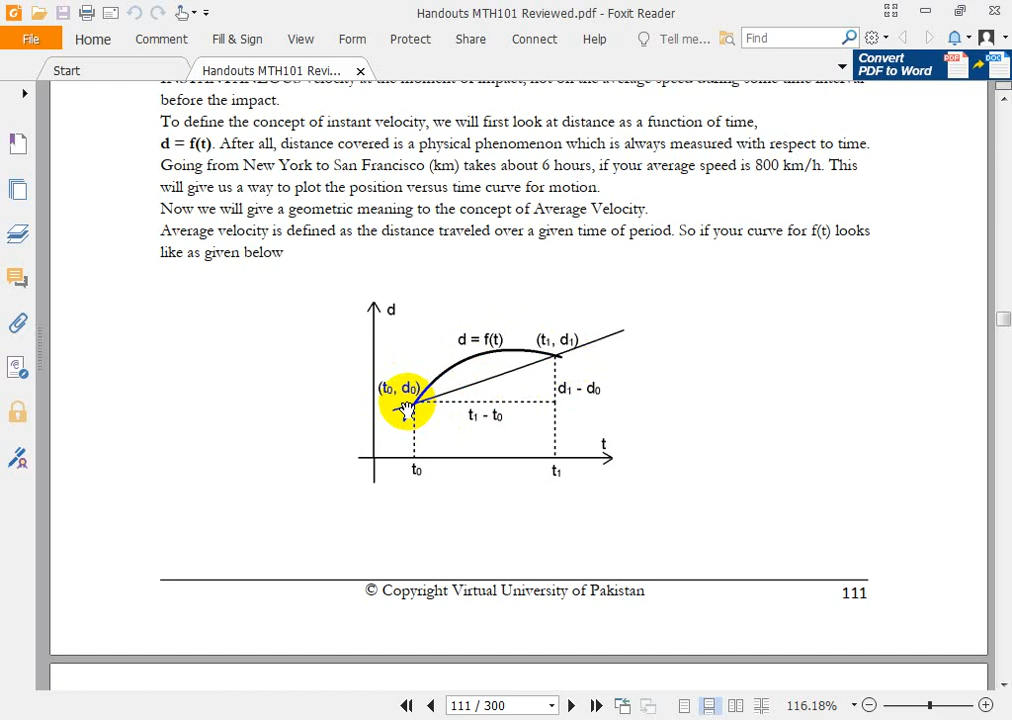 Handouts MTH101 Reviewed.pdf - Foxit Reader
File Home Comment Fill & Sign View Form Protect Share Connect Help Tell me... Find
Start Handouts MTH101 Revi... Convert
PDF to Word
before the impact.
To define the concept of instant velocity, we will first look at distance as a function of time,
d = f(t). After all, distance covered is a physical phenomenon which is always measured with respect to time.
Going from New York to San Francisco (km) takes about 6 hours, if your average speed is 800 km/h. This
will give us a way to plot the position versus time curve for motion.
Now we will give a geometric meaning to the concept of Average Velocity.
Average velocity is defined as the distance traveled over a given time of period. So if your curve for f(t) looks
like as given below
d
d = f(t) (t₁, d₁)
(t₀, d₀) d₁ - d₀
t₁ - t₀
t
t₀ t₁
© Copyright Virtual University of Pakistan 111
111 / 300 116.18%